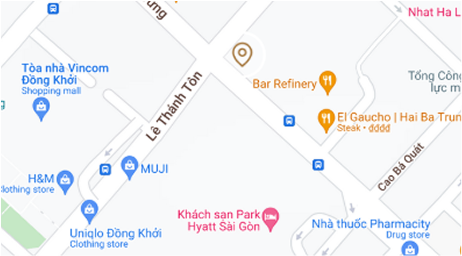 ưng
Nhat Ha L
Tòa nhà Vincom
Đồng Khởi
Shopping mall
Lê Thánh Tôn
Bar Refinery
Tổng Công
lực m
El Gaucho | Hai Ba Trun
Steak • đđđđ
Cao Bá Quát
MUJI
H&M
Clothing store
Khách sạn Park
Hyatt Sài Gòn
Uniqlo Đồng Khởi
Clothing store
Nhà thuốc Pharmacity
Drug store